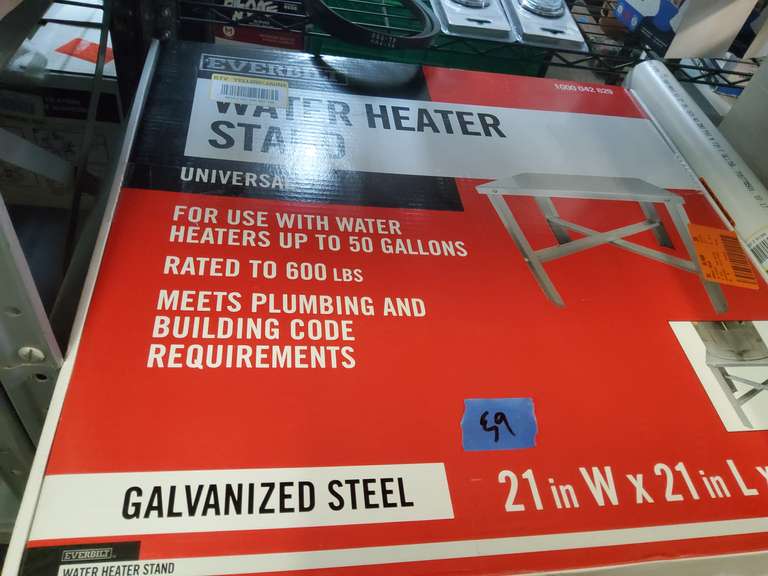 EVERBILT
1000 042 829
WATER HEATER
STAND
UNIVERSAL
FOR USE WITH WATER
HEATERS UP TO 50 GALLONS
RATED TO 600 LBS
MEETS PLUMBING AND
BUILDING CODE
REQUIREMENTS
GALVANIZED STEEL
21 in W x 21 in L x
EVERBILT
WATER HEATER STAND